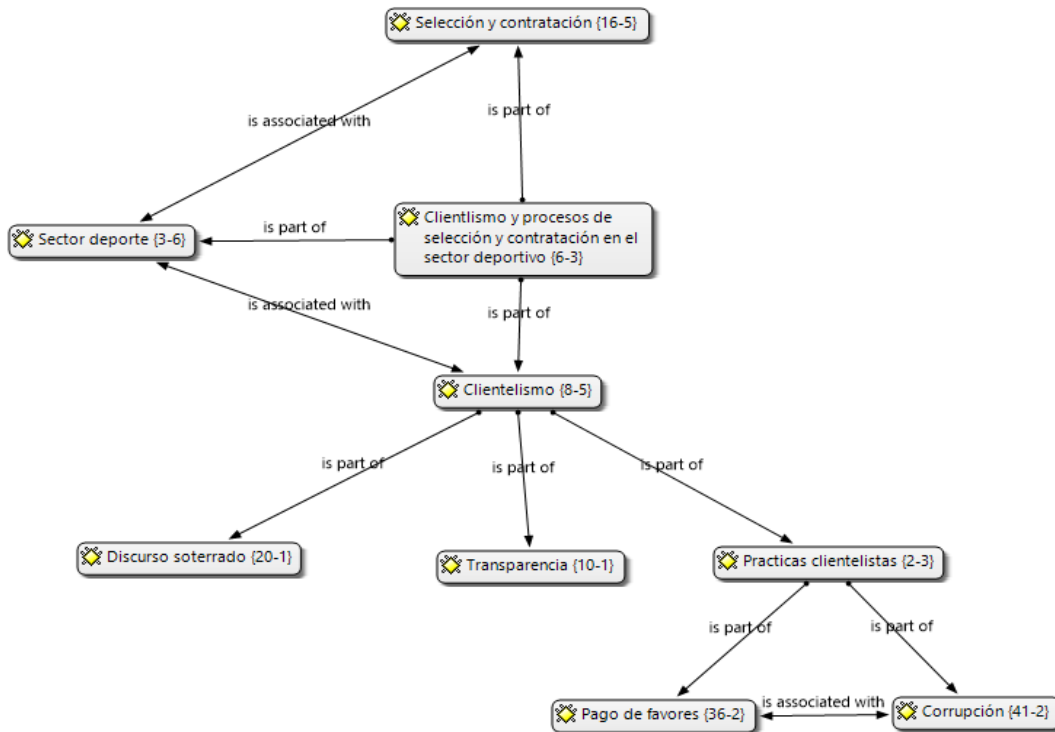 Selección y contratación {16-5}
is associated with
is part of
Clientlismo y procesos de
selección y contratación en el
sector deportivo {6-3}
Sector deporte {3-6}
is part of
is associated with
is part of
Clientelismo {8-5}
is part of
is part of
is part of
Discurso soterrado {20-1}
Transparencia {10-1}
Practicas clientelistas {2-3}
is part of
is part of
Pago de favores {36-2}
is associated with
Corrupción {41-2}